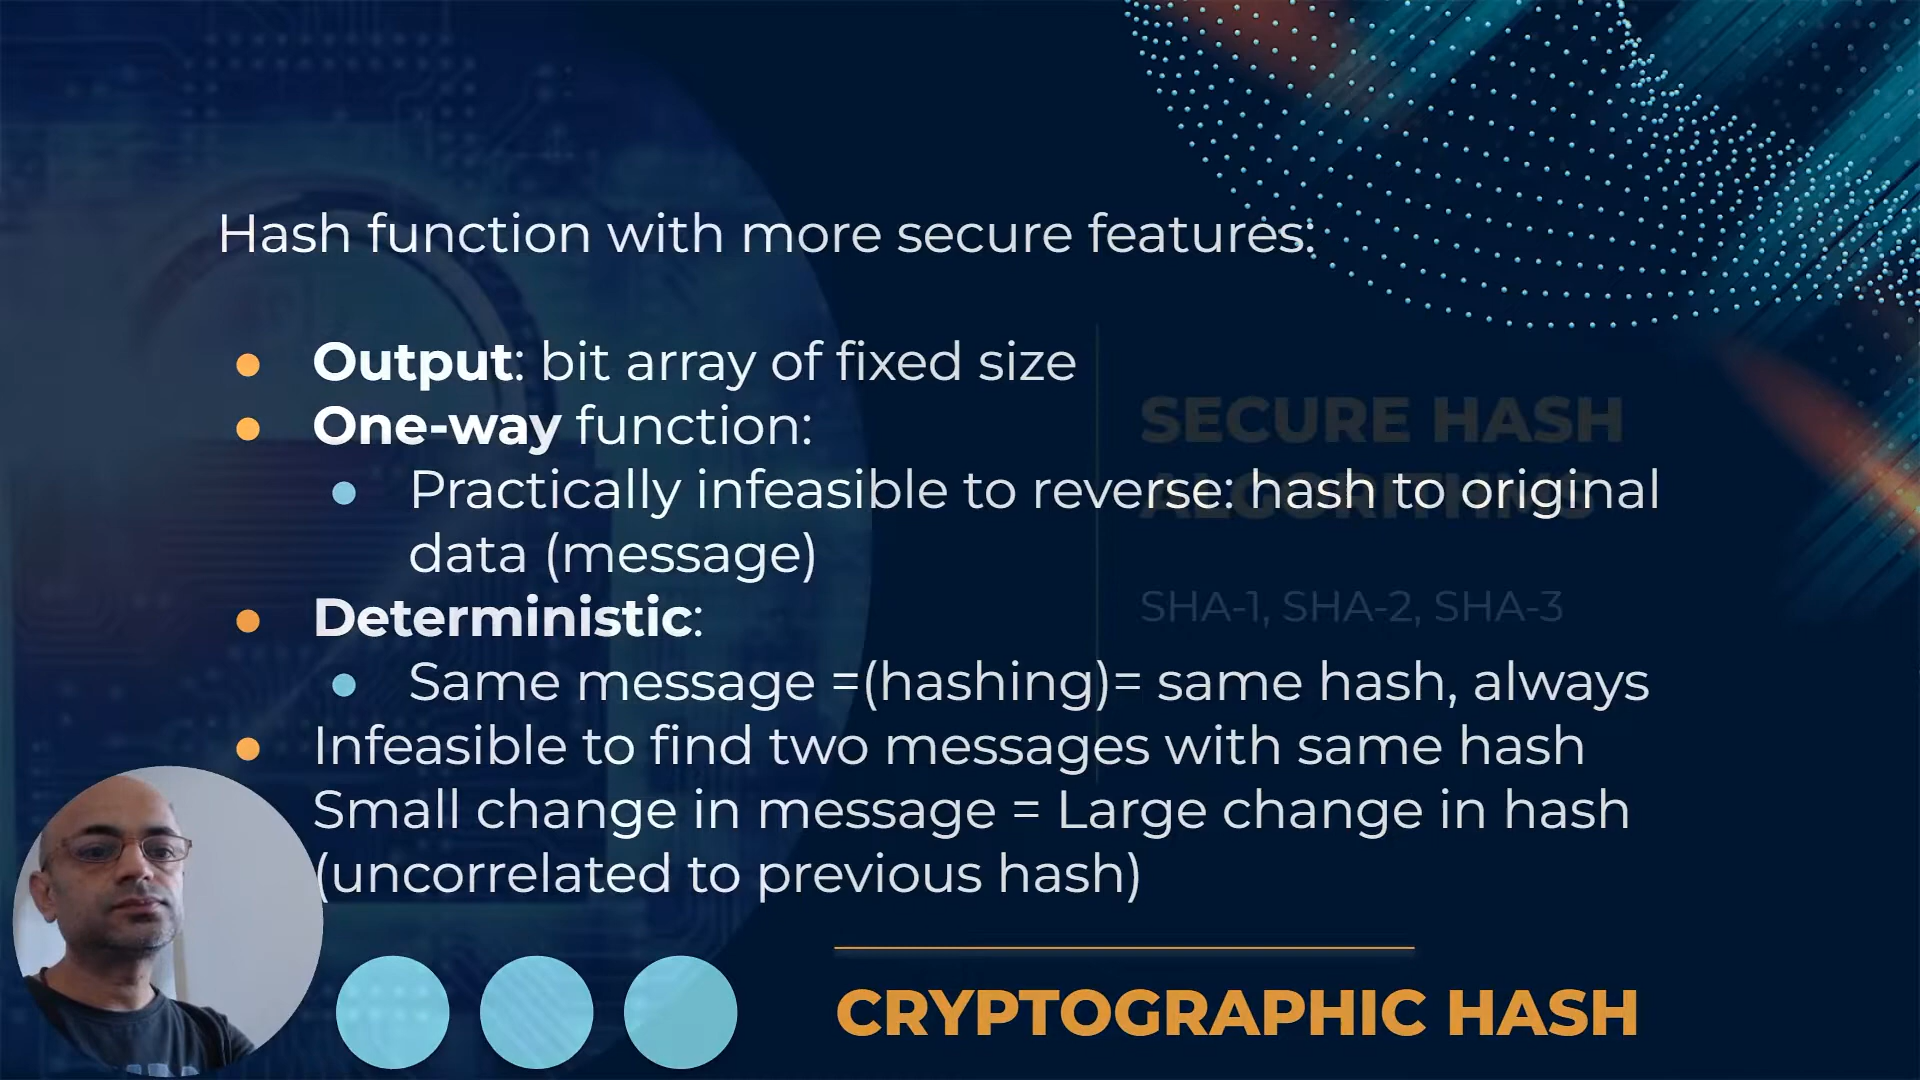 Hash function with more secure features:
Output: bit array of fixed size
One-way function:
Practically infeasible to reverse: hash to original
data (message)
Deterministic:
Same message =(hashing)= same hash, always
Infeasible to find two messages with same hash
Small change in message = Large change in hash
(uncorrelated to previous hash)
SECURE HASH
ALGORITHMS
SHA-1, SHA-2, SHA-3
CRYPTOGRAPHIC HASH